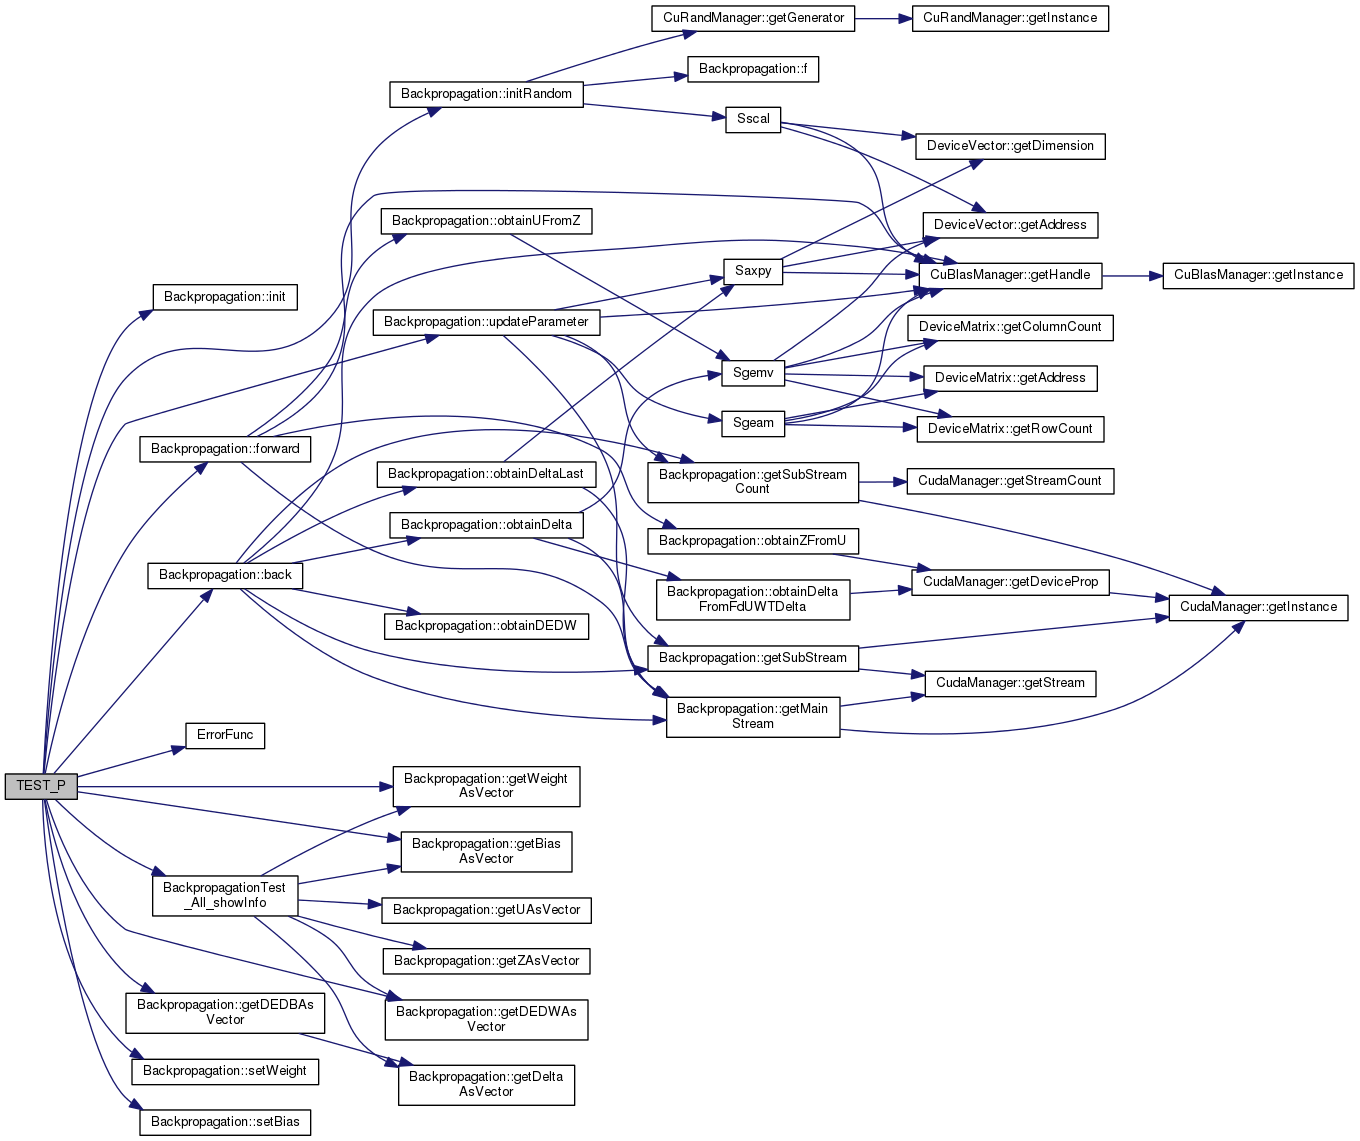 CuRandManager::getGenerator
CuRandManager::getInstance
Backpropagation::f
Backpropagation::initRandom
Sscal
DeviceVector::getDimension
Backpropagation::obtainUFromZ
DeviceVector::getAddress
Saxpy
CuBlasManager::getHandle
CuBlasManager::getInstance
Backpropagation::init
Backpropagation::updateParameter
DeviceMatrix::getColumnCount
Sgemv
DeviceMatrix::getAddress
Sgeam
DeviceMatrix::getRowCount
Backpropagation::forward
Backpropagation::obtainDeltaLast
Backpropagation::getSubStream
Count
CudaManager::getStreamCount
Backpropagation::obtainDelta
Backpropagation::obtainZFromU
Backpropagation::back
Backpropagation::obtainDelta
FromFdUWTDelta
CudaManager::getDeviceProp
CudaManager::getInstance
Backpropagation::obtainDEDW
Backpropagation::getSubStream
CudaManager::getStream
Backpropagation::getMain
Stream
ErrorFunc
TEST_P
Backpropagation::getWeight
AsVector
Backpropagation::getBias
AsVector
BackpropagationTest
_All_showInfo
Backpropagation::getUAsVector
Backpropagation::getZAsVector
Backpropagation::getDEDBAs
Vector
Backpropagation::getDEDWAs
Vector
Backpropagation::setWeight
Backpropagation::getDelta
AsVector
Backpropagation::setBias